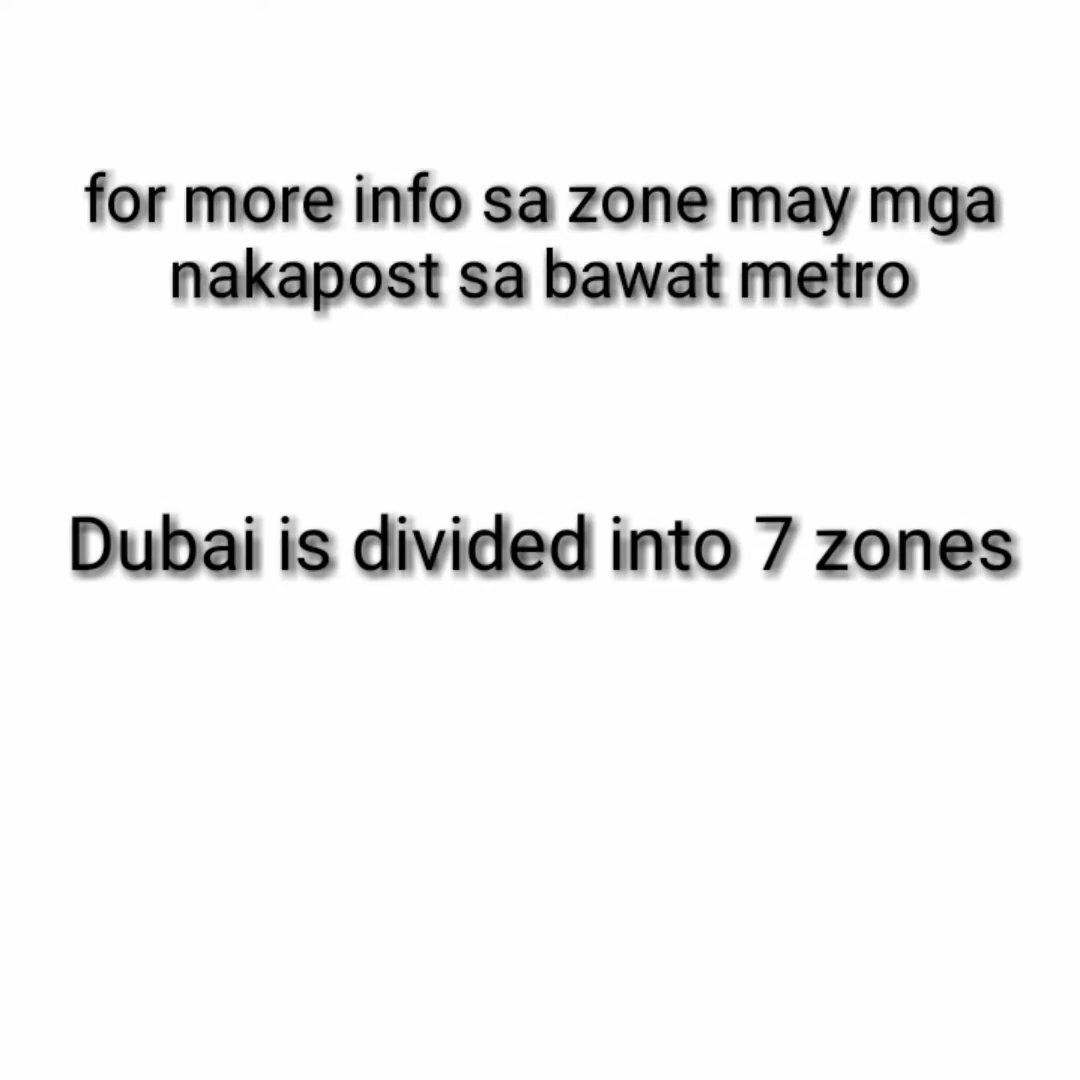 for more info sa zone may mga
nakapost sa bawat metro
Dubai is divided into 7 zones